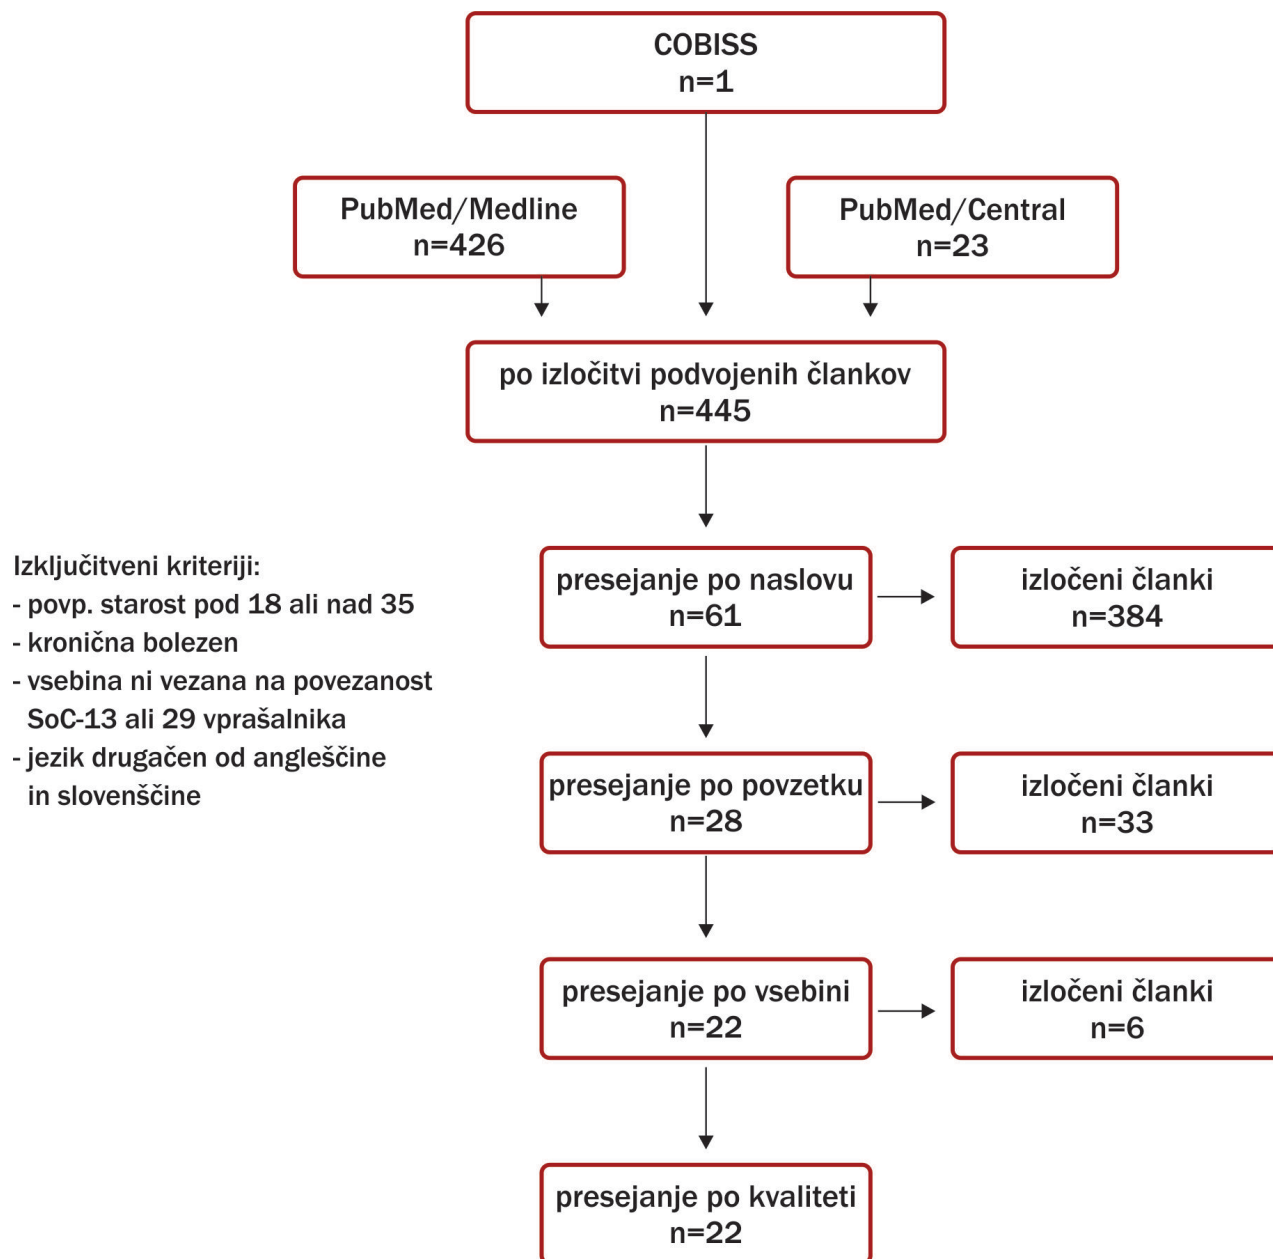 COBISS
n=1
PubMed/Medline
n=426
PubMed/Central
n=23
po izločitvi podvojenih člankov
n=445
Izključitveni kriteriji:
- povp. starost pod 18 ali nad 35
- kronična bolezen
- vsebina ni vezana na povezanost
SoC-13 ali 29 vprašalnika
- jezik drugačen od angleščine
in slovenščine
presejanje po naslovu
n=61
izločeni članki
n=384
presejanje po povzetku
n=28
izločeni članki
n=33
presejanje po vsebini
n=22
izločeni članki
n=6
presejanje po kvaliteti
n=22